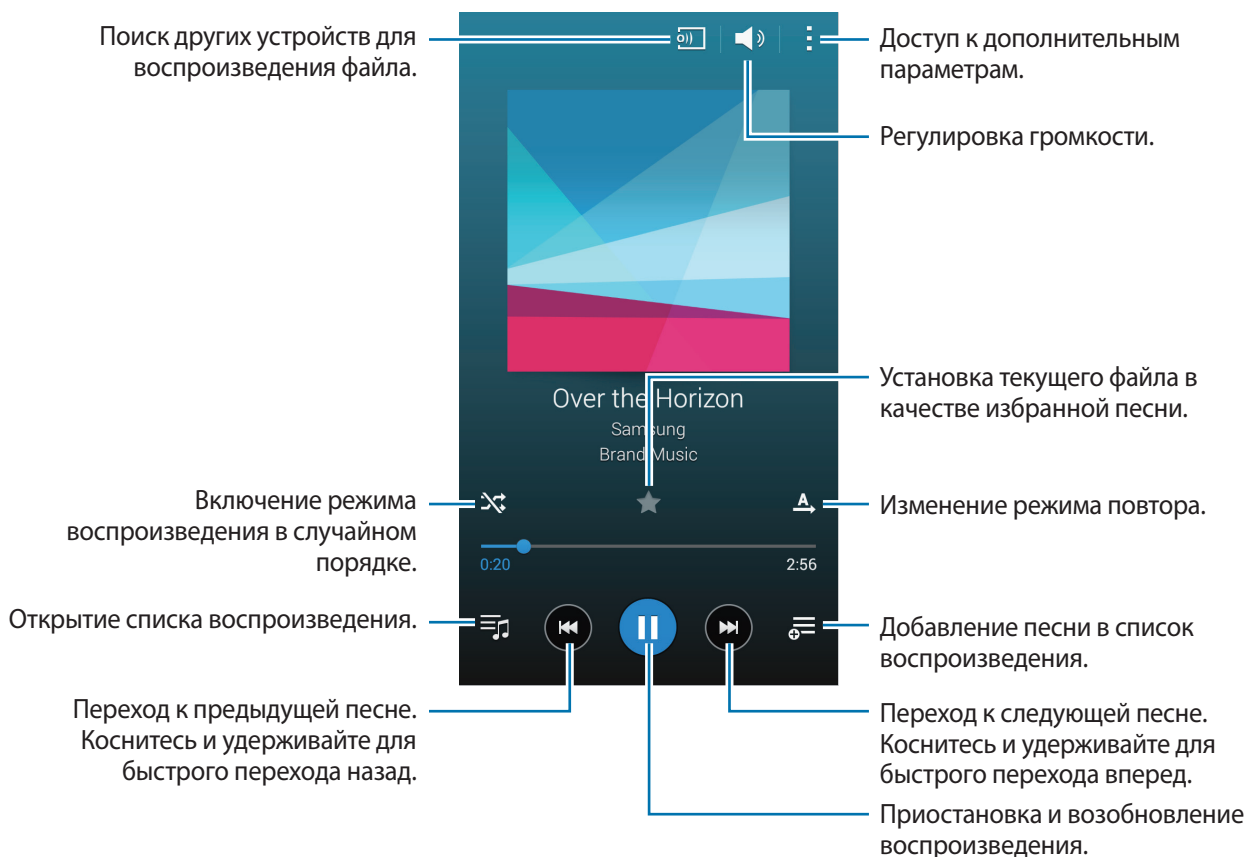 Поиск других устройств для
воспроизведения файла.
Доступ к дополнительным
параметрам.
Регулировка громкости.
Over the Horizon
Samsung
Brand Music
Установка текущего файла в
качестве избранной песни.
Включение режима
воспроизведения в случайном
порядке.
A
Изменение режима повтора.
0:20
2:56
Открытие списка воспроизведения.
Добавление песни в список
воспроизведения.
Переход к предыдущей песне.
Коснитесь и удерживайте для
быстрого перехода назад.
Переход к следующей песне.
Коснитесь и удерживайте для
быстрого перехода вперед.
Приостановка и возобновление
воспроизведения.